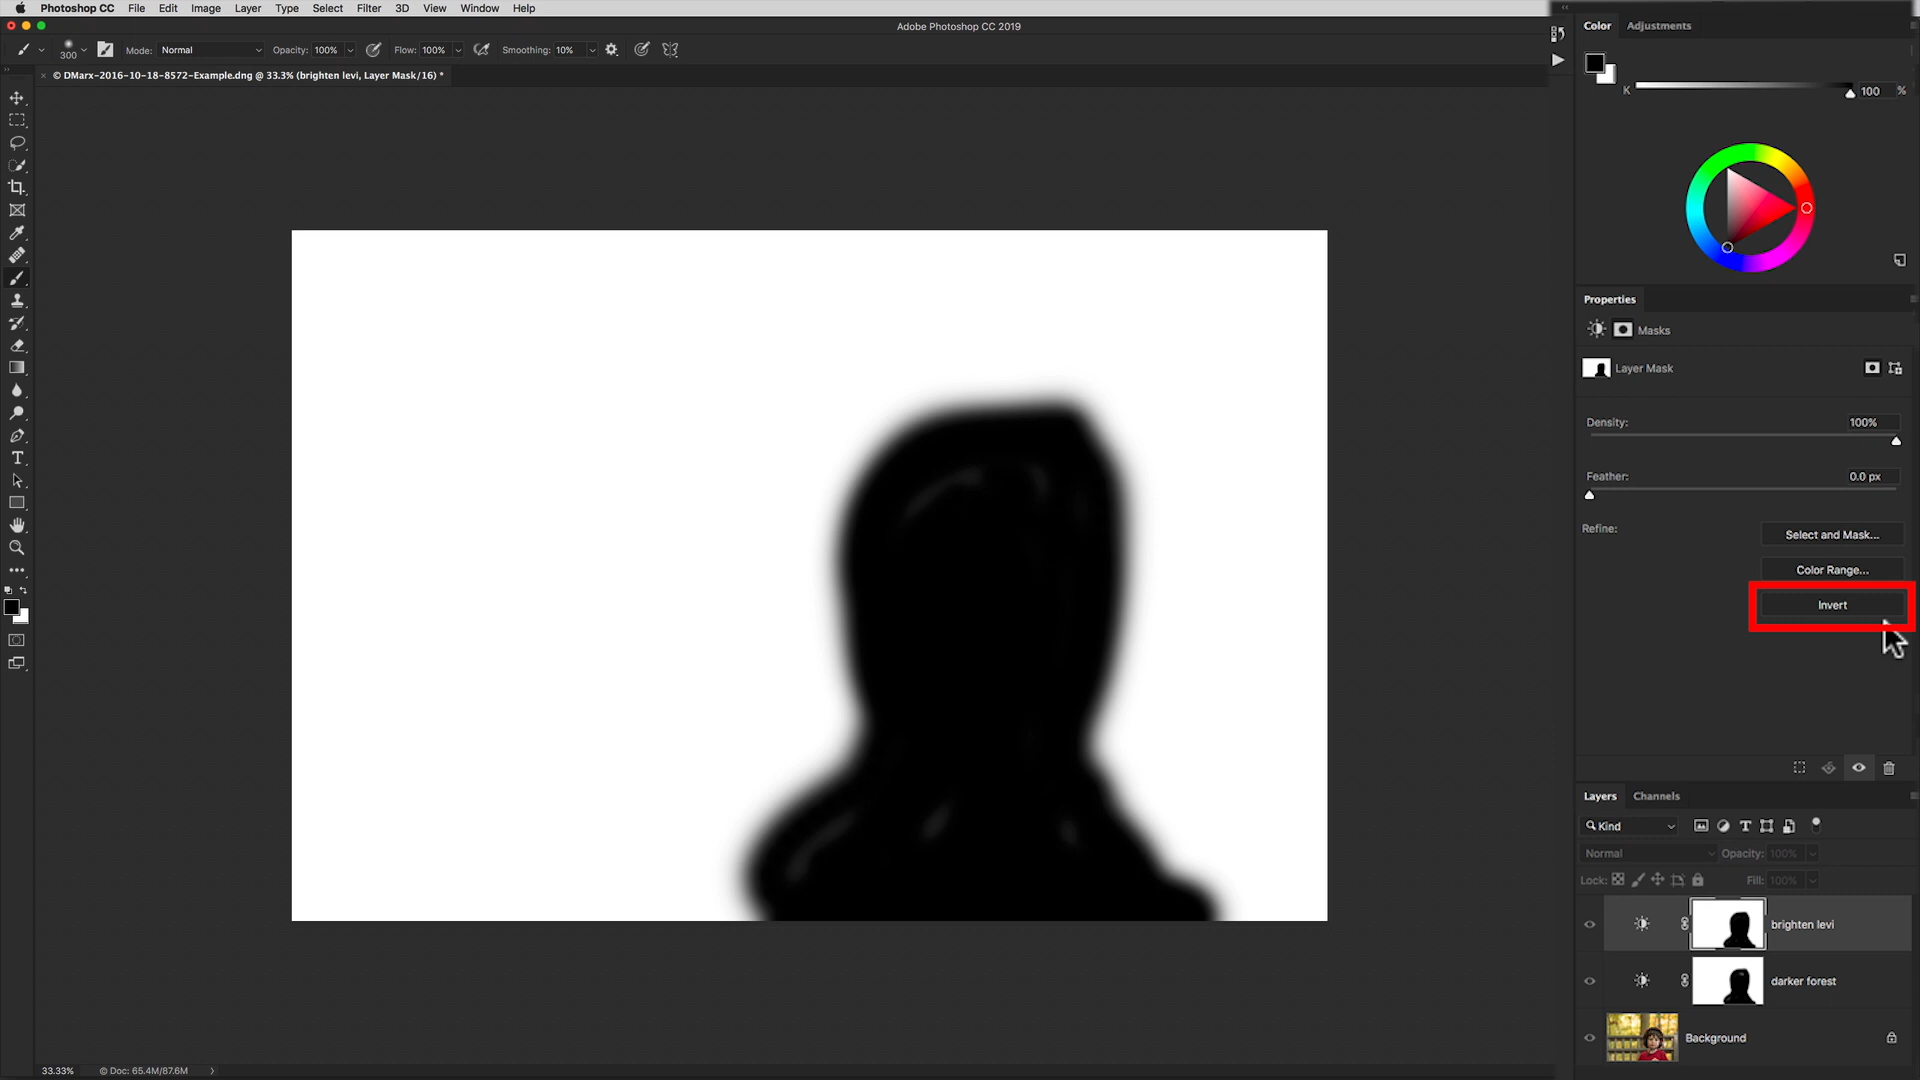 Photoshop CC File Edit Image Layer Type Select Filter 3D View Window Help
Adobe Photoshop CC 2019
300 Mode: Normal Opacity: 100% Flow: 100% Smoothing: 10%
© DMarx-2016-10-18-8572-Example.dng @ 33.3% (brighten levi, Layer Mask/16) *
Color Adjustments
K 100 %
Properties
Masks
Layer Mask
Density: 100%
Feather: 0.0 px
Refine:
Select and Mask...
Color Range...
Invert
Layers Channels
Kind
Normal Opacity: 100%
Lock: Fill: 100%
brighten levi
darker forest
Background
33.33% © Doc: 65.4M/87.6M